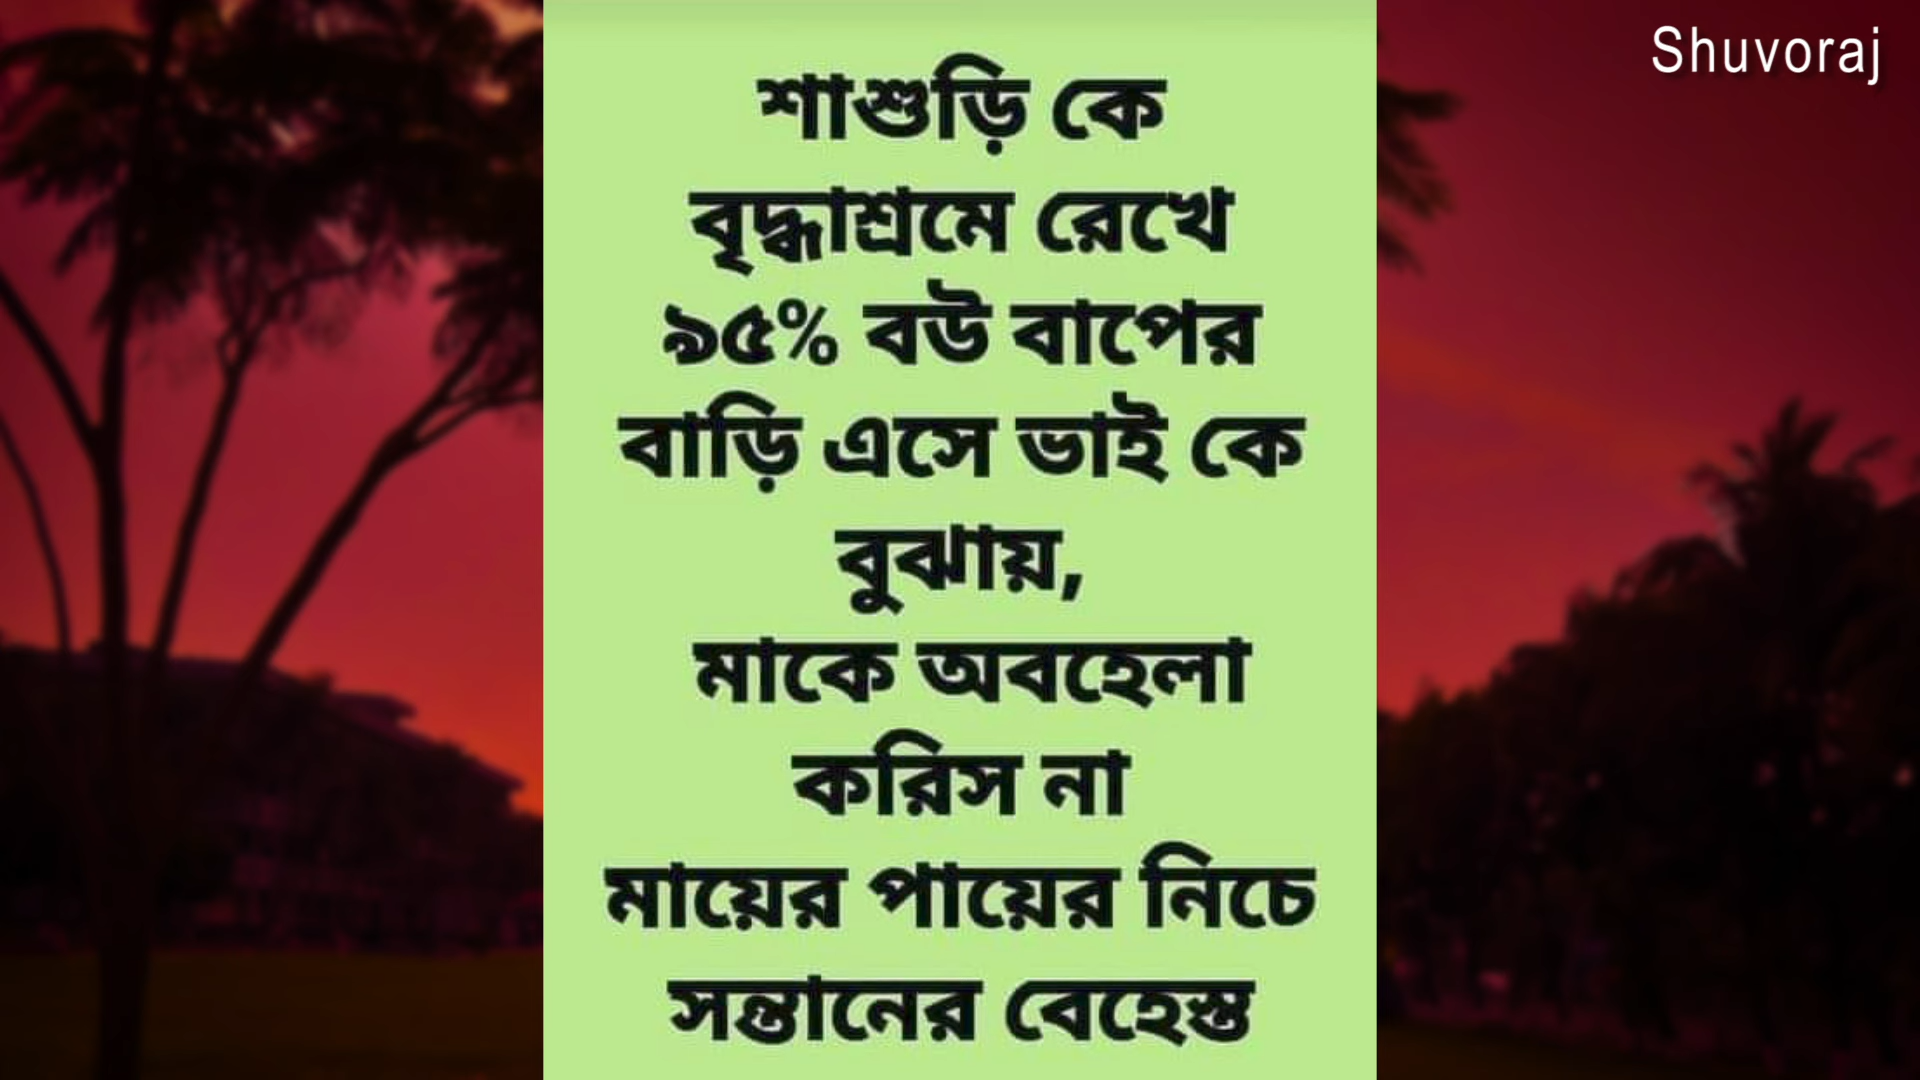 Shuvoraj
শাশুড়ি কে
বৃদ্ধাশ্রমে রেখে
৯৫% বউ বাপের
বাড়ি এসে ভাই কে
বুঝায়,
মাকে অবহেলা
করিস না
মায়ের পায়ের নিচে
সন্তানের বেহেস্ত